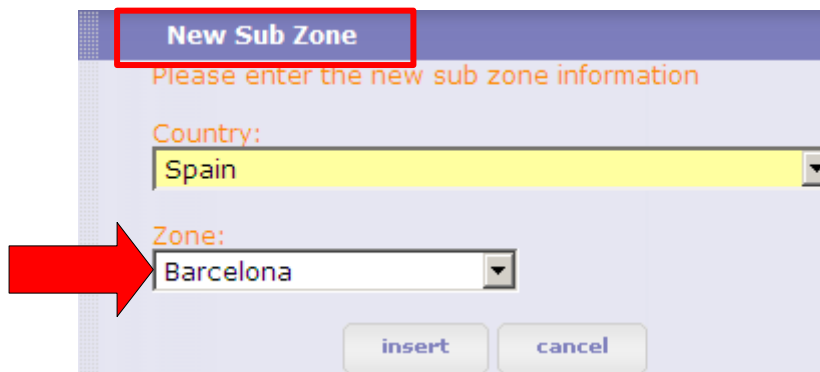 New Sub Zone
Please enter the new sub zone information
Country:
Spain
Zone:
Barcelona
insert cancel